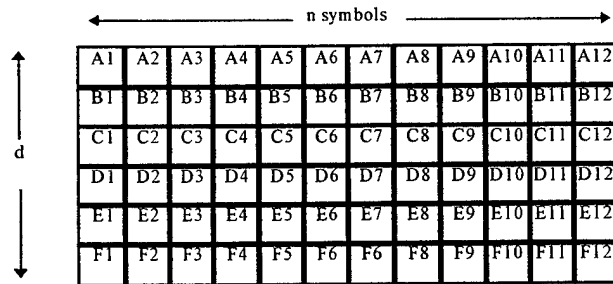 n symbols
A1 A2 A3 A4 A5 A6 A7 A8 A9 A10 A11 A12
B1 B2 B3 B4 B5 B6 B7 B8 B9 B10 B11 B12
C1 C2 C3 C4 C5 C6 C7 C8 C9 C10 C11 C12
d
D1 D2 D3 D4 D5 D6 D7 D8 D9 D10 D11 D12
E1 E2 E3 E4 E5 E6 E7 E8 E9 E10 E11 E12
F1 F2 F3 F4 F5 F6 F6 F8 F9 F10 F11 F12